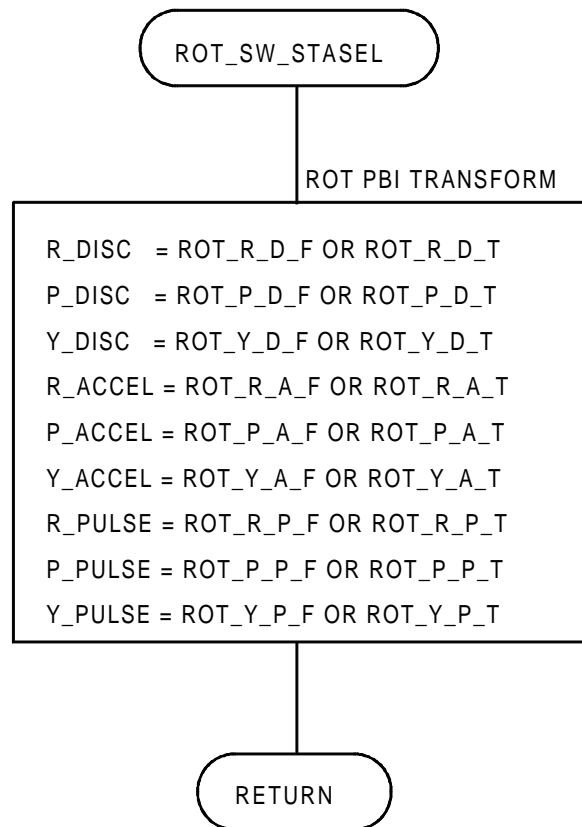 ROT_SW_STASEL
ROT PBI TRANSFORM
R_DISC = ROT_R_D_F OR ROT_R_D_T
P_DISC = ROT_P_D_F OR ROT_P_D_T
Y_DISC = ROT_Y_D_F OR ROT_Y_D_T
R_ACCEL = ROT_R_A_F OR ROT_R_A_T
P_ACCEL = ROT_P_A_F OR ROT_P_A_T
Y_ACCEL = ROT_Y_A_F OR ROT_Y_A_T
R_PULSE = ROT_R_P_F OR ROT_R_P_T
P_PULSE = ROT_P_P_F OR ROT_P_P_T
Y_PULSE = ROT_Y_P_F OR ROT_Y_P_T
RETURN